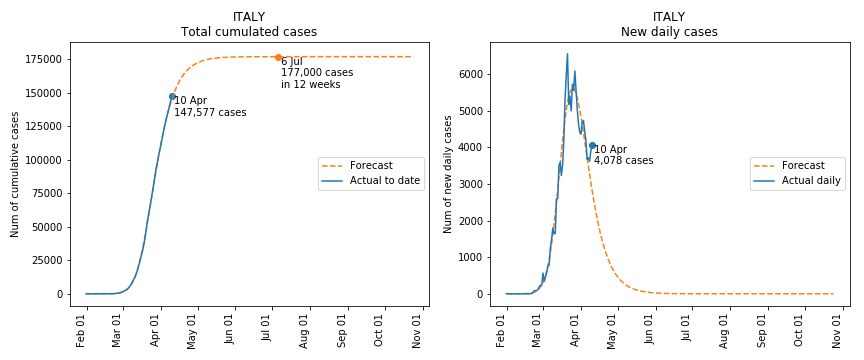 ITALY
Total cumulated cases
Num of cumulative cases
175000
150000
125000
100000
75000
50000
25000
0
6 Jul
177,000 cases
in 12 weeks
10 Apr
147,577 cases
Forecast
Actual to date
Feb 01
Mar 01
Apr 01
May 01
Jun 01
Jul 01
Aug 01
Sep 01
Oct 01
Nov 01
ITALY
New daily cases
Num of new daily cases
6000
5000
4000
3000
2000
1000
0
10 Apr
4,078 cases
Forecast
Actual daily
Feb 01
Mar 01
Apr 01
May 01
Jun 01
Jul 01
Aug 01
Sep 01
Oct 01
Nov 01